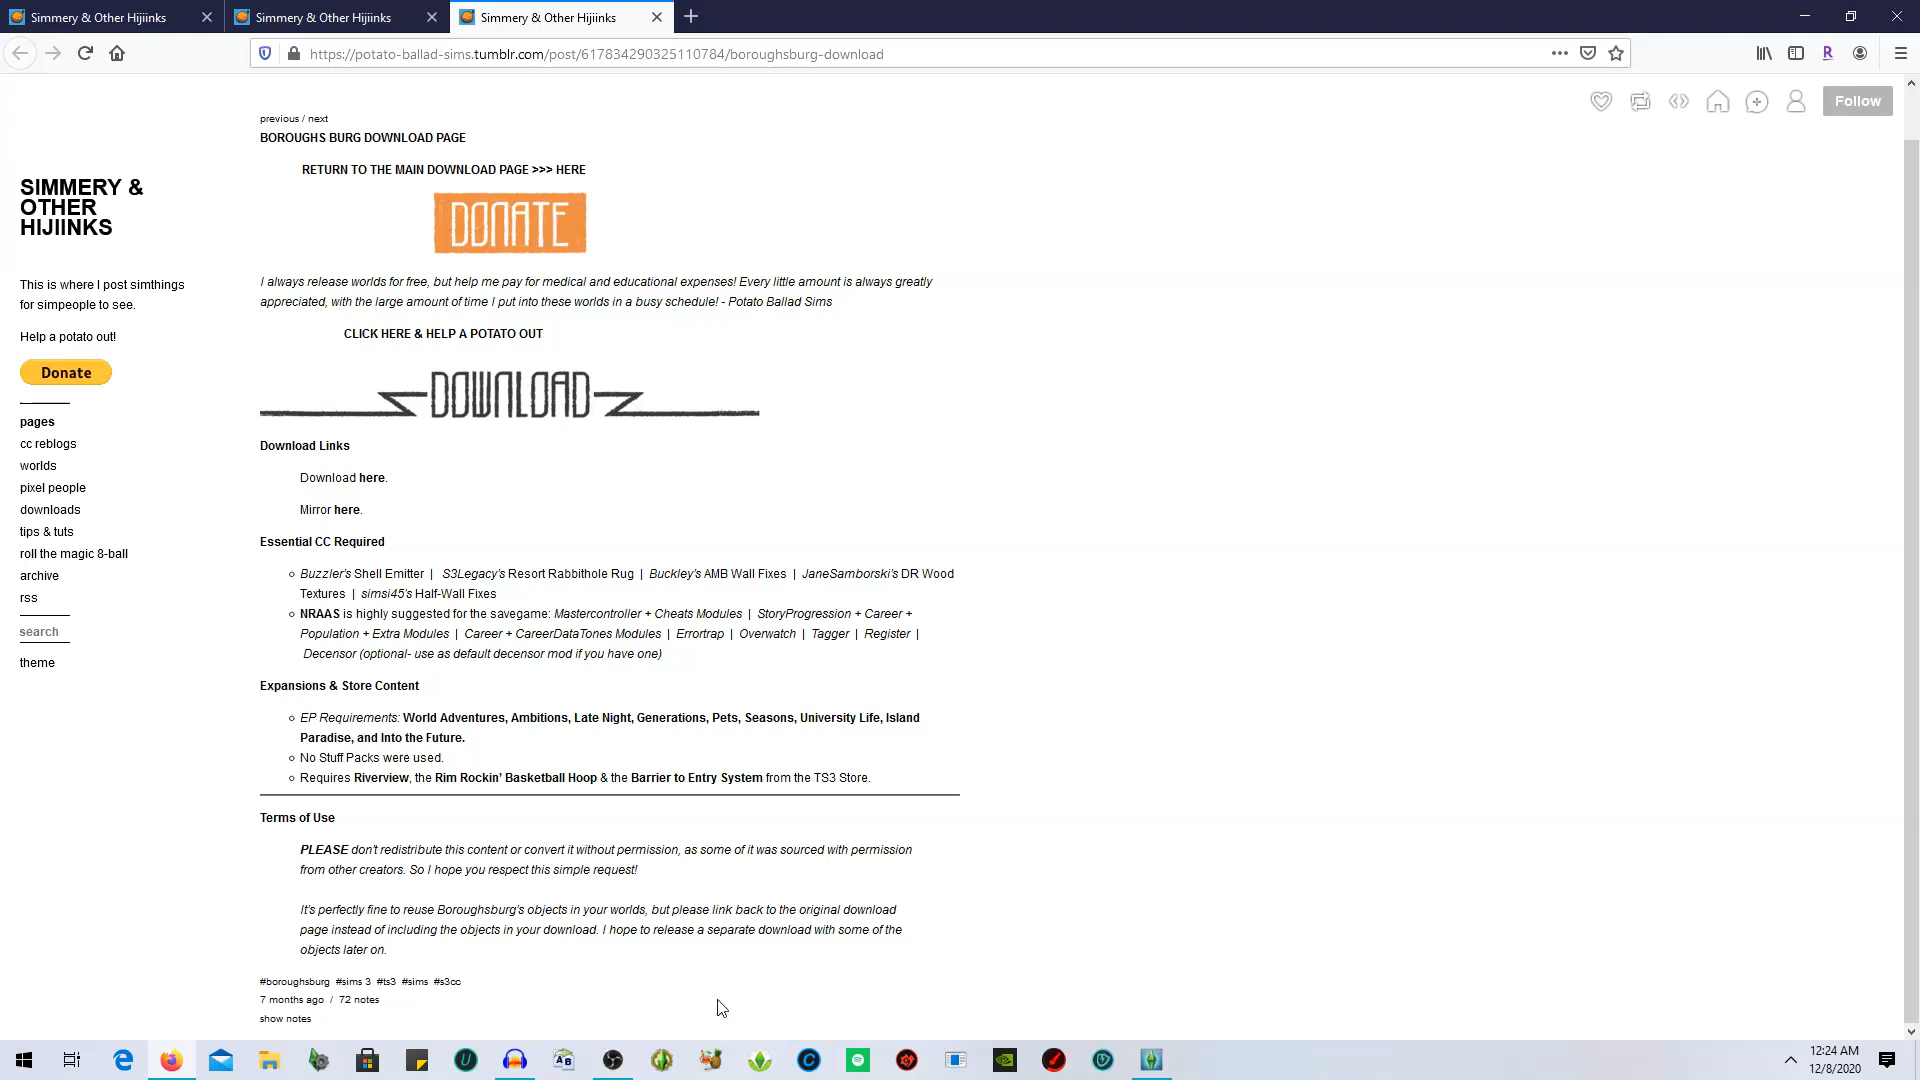 Simmery & Other Hijiinks
Simmery & Other Hijiinks
Simmery & Other Hijiinks
https://potato-ballad-sims.tumblr.com/post/617834290325110784/boroughsburg-download
Follow
previous / next
BOROUGHS BURG DOWNLOAD PAGE
RETURN TO THE MAIN DOWNLOAD PAGE >>> HERE
DONATE
I always release worlds for free, but help me pay for medical and educational expenses! Every little amount is always greatly
appreciated, with the large amount of time I put into these worlds in a busy schedule! - Potato Ballad Sims
CLICK HERE & HELP A POTATO OUT
DOWNLOAD
Download Links
Download here.
Mirror here.
Essential CC Required
Buzzler's Shell Emitter | S3Legacy's Resort Rabbithole Rug | Buckley's AMB Wall Fixes | JaneSamborski's DR Wood
Textures | simsi45's Half-Wall Fixes
NRAAS is highly suggested for the savegame: Mastercontroller + Cheats Modules | StoryProgression + Career +
Population + Extra Modules | Career + CareerDataTones Modules | Errortrap | Overwatch | Tagger | Register |
Decensor (optional- use as default decensor mod if you have one)
Expansions & Store Content
EP Requirements: World Adventures, Ambitions, Late Night, Generations, Pets, Seasons, University Life, Island
Paradise, and Into the Future.
No Stuff Packs were used.
Requires Riverview, the Rim Rockin' Basketball Hoop & the Barrier to Entry System from the TS3 Store.
Terms of Use
PLEASE don't redistribute this content or convert it without permission, as some of it was sourced with permission
from other creators. So I hope you respect this simple request!
It's perfectly fine to reuse Boroughsburg's objects in your worlds, but please link back to the original download
page instead of including the objects in your download. I hope to release a separate download with some of the
objects later on.
#boroughsburg #sims 3 #ts3 #sims #s3cc
7 months ago / 72 notes
show notes
SIMMERY &
OTHER
HIJIINKS
This is where I post simthings
for simpeople to see.
Help a potato out!
Donate
pages
cc reblogs
worlds
pixel people
downloads
tips & tuts
roll the magic 8-ball
archive
rss
search
theme
12:24 AM
12/8/2020